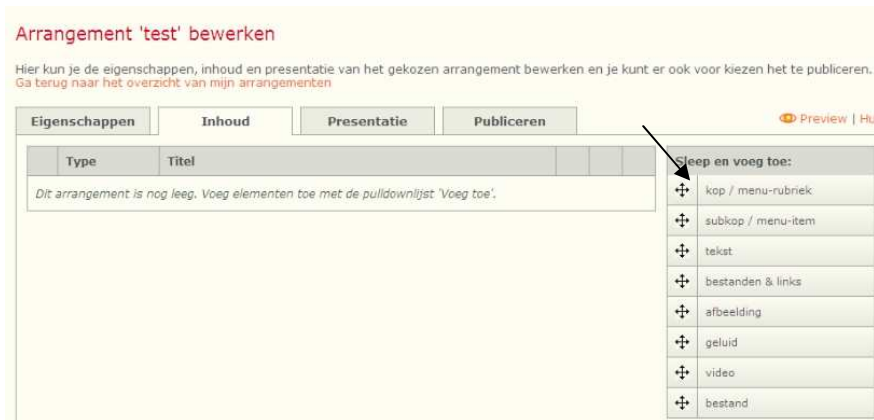 Arrangement 'test' bewerken
Hier kun je de eigenschappen, inhoud en presentatie van het gekozen arrangement bewerken en je kunt er ook voor kiezen het te publiceren.
Ga terug naar het overzicht van mijn arrangementen
Eigenschappen Inhoud Presentatie Publiceren Preview | Hu
Type Titel Sleep en voeg toe:
Dit arrangement is nog leeg. Voeg elementen toe met de pulldownlijst 'Voeg toe'.
kop / menu-rubriek
subkop / menu-item
tekst
bestanden & links
afbeelding
geluid
video
bestand